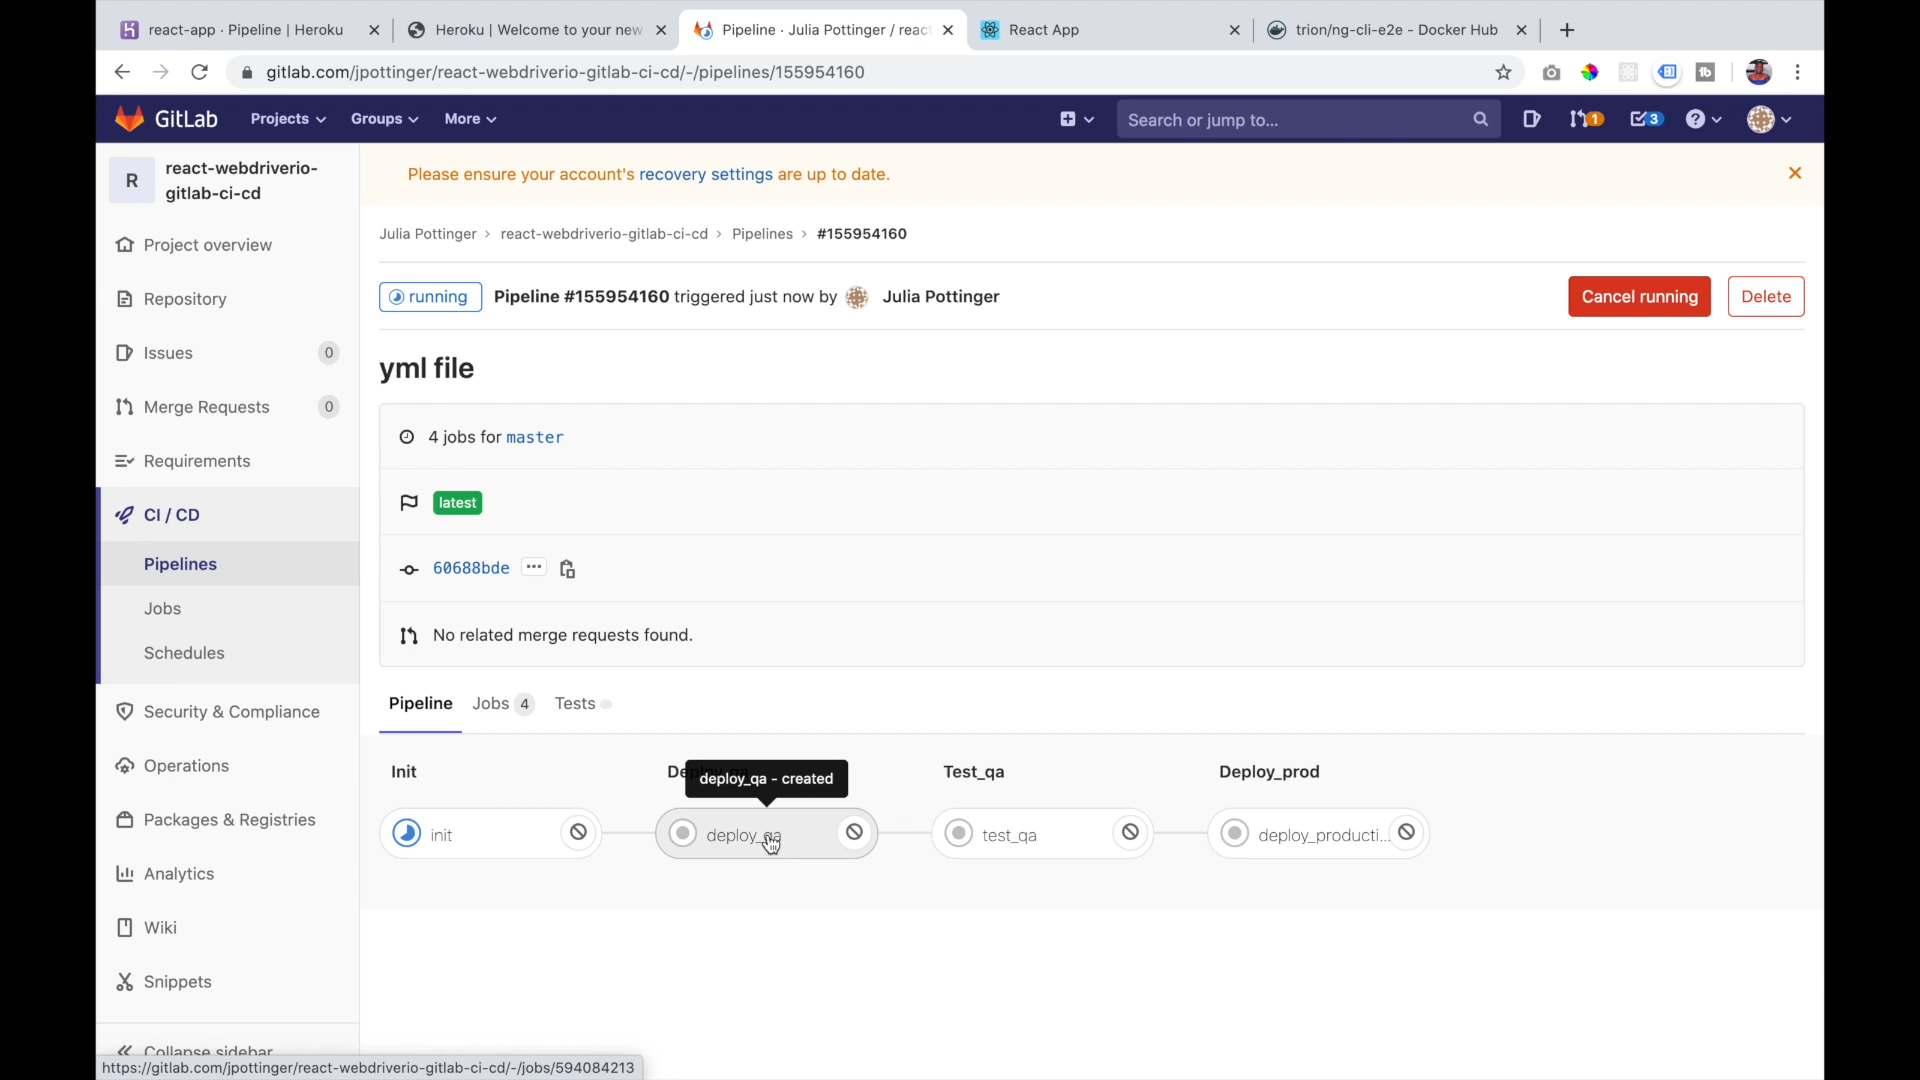 react-app · Pipeline | Heroku
Heroku | Welcome to your new
Pipeline · Julia Pottinger / react
React App
trion/ng-cli-e2e - Docker Hub
gitlab.com/jpottinger/react-webdriverio-gitlab-ci-cd/-/pipelines/155954160
GitLab
Projects
Groups
More
Search or jump to...
1
3
R
react-webdriverio-
gitlab-ci-cd
Project overview
Repository
Issues 0
Merge Requests 0
Requirements
CI / CD
Pipelines
Jobs
Schedules
Security & Compliance
Operations
Packages & Registries
Analytics
Wiki
Snippets
Collapse sidebar
Please ensure your account's recovery settings are up to date.
Julia Pottinger › react-webdriverio-gitlab-ci-cd › Pipelines › #155954160
running Pipeline #155954160 triggered just now by Julia Pottinger
Cancel running
Delete
yml file
4 jobs for master
latest
60688bde ...
No related merge requests found.
Pipeline Jobs 4 Tests
Init
deploy_qa - created
Test_qa
Deploy_prod
init
deploy_qa
test_qa
deploy_producti...
https://gitlab.com/jpottinger/react-webdriverio-gitlab-ci-cd/-/jobs/594084213